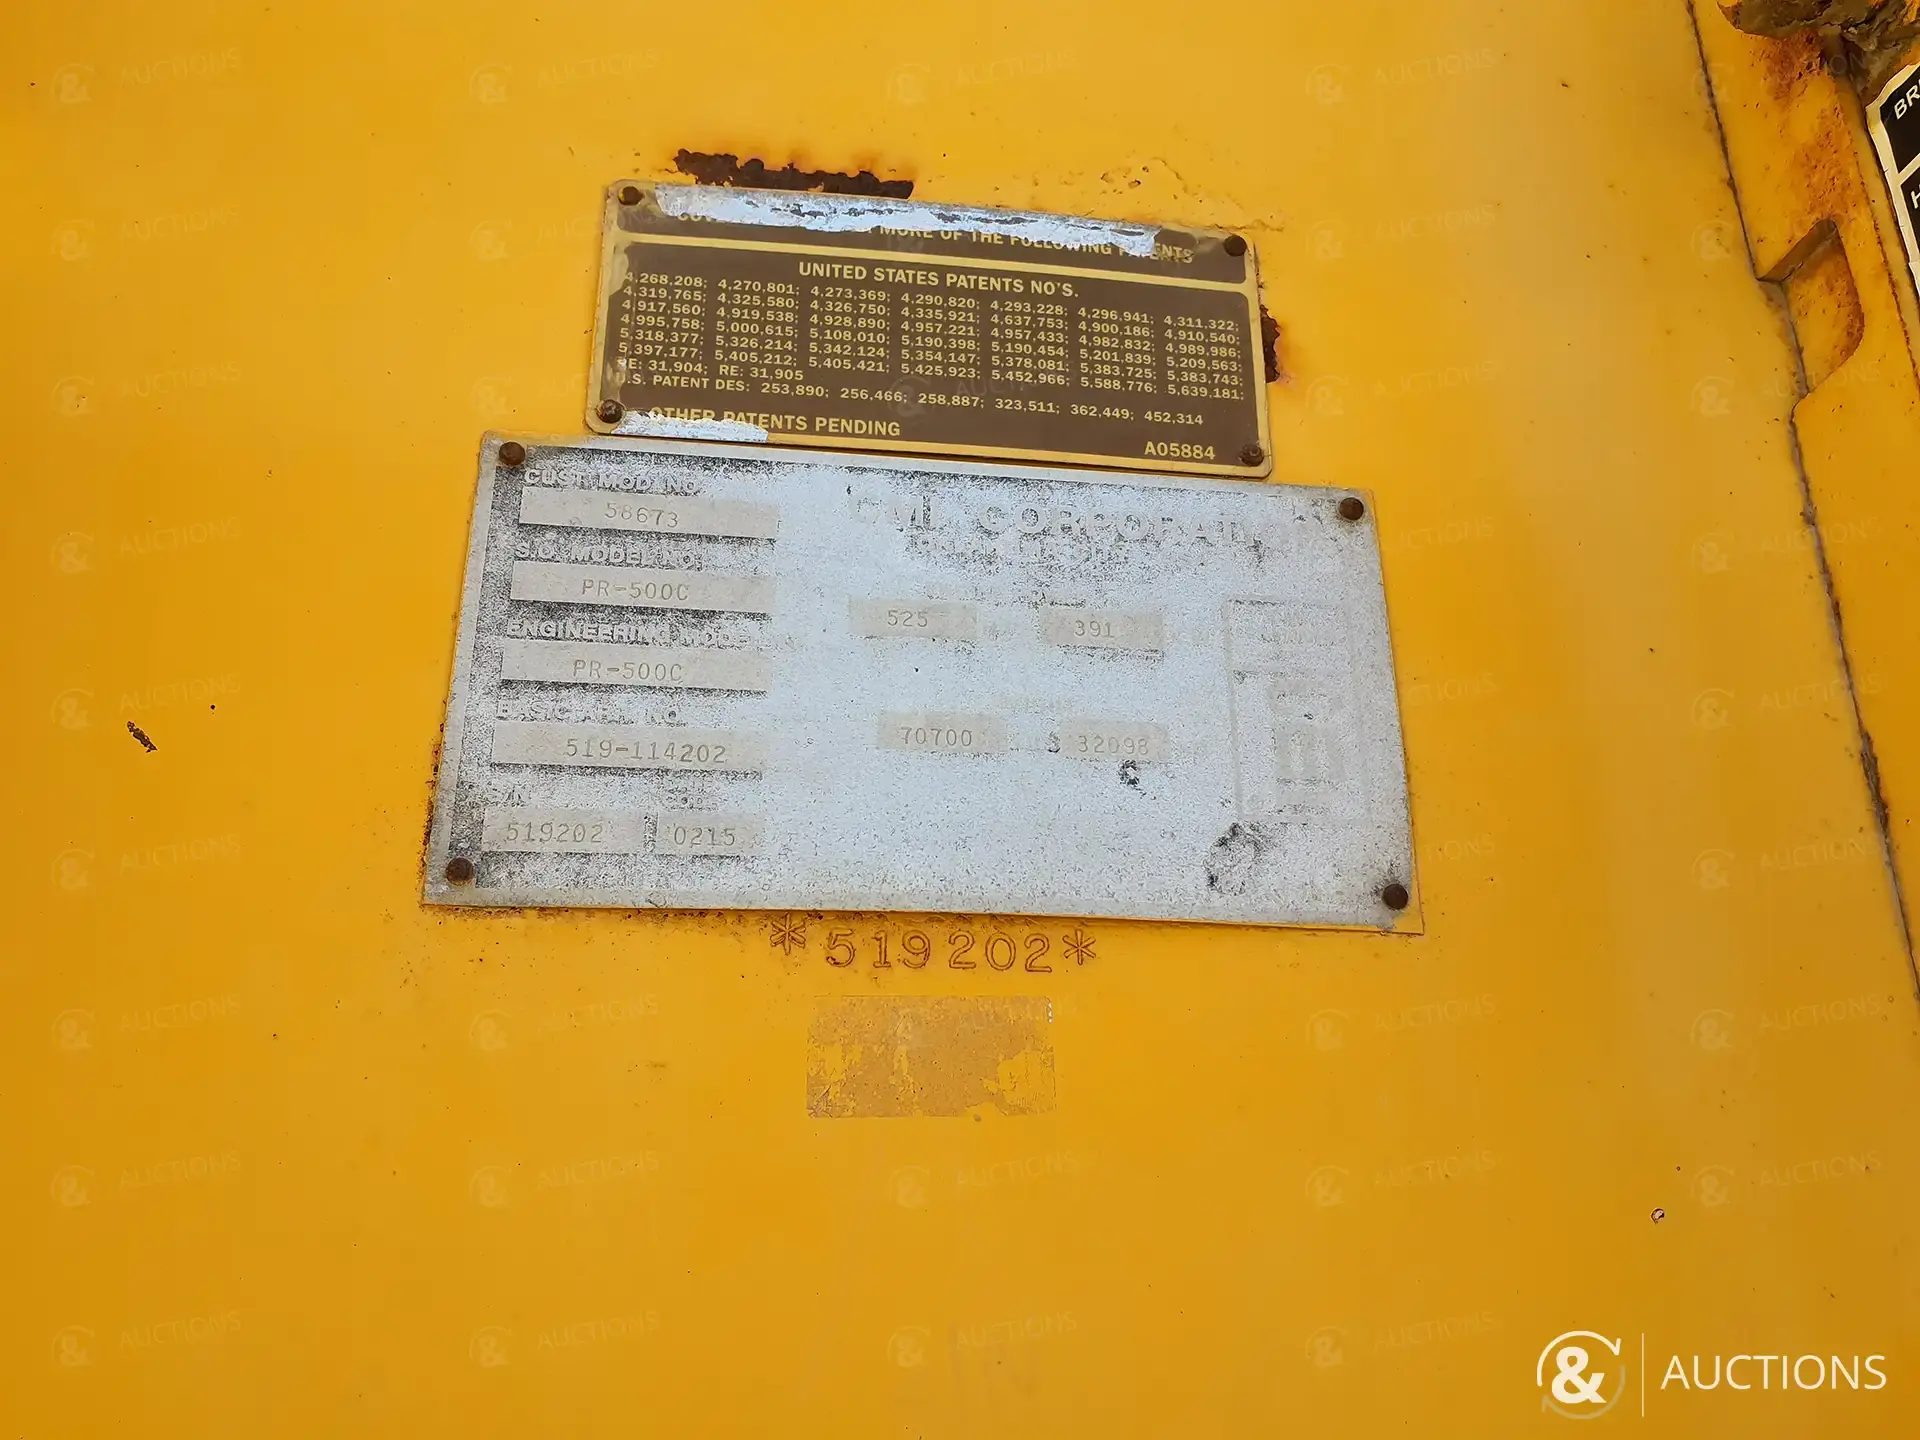 MORE OF THE FOLLOWING PATENTS
UNITED STATES PATENT NO'S.
4,268,208; 4,270,801; 4,273,369; 4,290,820; 4,293,228; 4,296,941; 4,311,322;
4,319,765; 4,325,580; 4,326,750; 4,335,921; 4,637,753; 4,900,186; 4,910,540;
4,917,560; 4,919,538; 4,928,890; 4,957,221; 4,957,433; 4,982,832; 4,989,986;
4,995,758; 5,000,615; 5,108,010; 5,190,398; 5,190,454; 5,201,839; 5,209,563;
5,318,377; 5,326,214; 5,342,124; 5,354,147; 5,378,081; 5,383,725; 5,383,743;
5,397,177; 5,405,212; 5,405,421; 5,425,923; 5,452,966; 5,588,776; 5,639,181;
RE: 31,904; RE: 31,905
U.S. PATENT DES: 253,890; 256,466; 258,887; 323,511; 362,449; 452,314
OTHER PATENTS PENDING
A05884
CUST. MOD. NO.
58673
S.O. MODEL NO.
PR-500C
ENGINEERING MODEL
PR-500C
525
391
BASIC
NO.
519-114202
70700
32098
S/N
519202
0215
*519202*
BR
H
& AUCTIONS